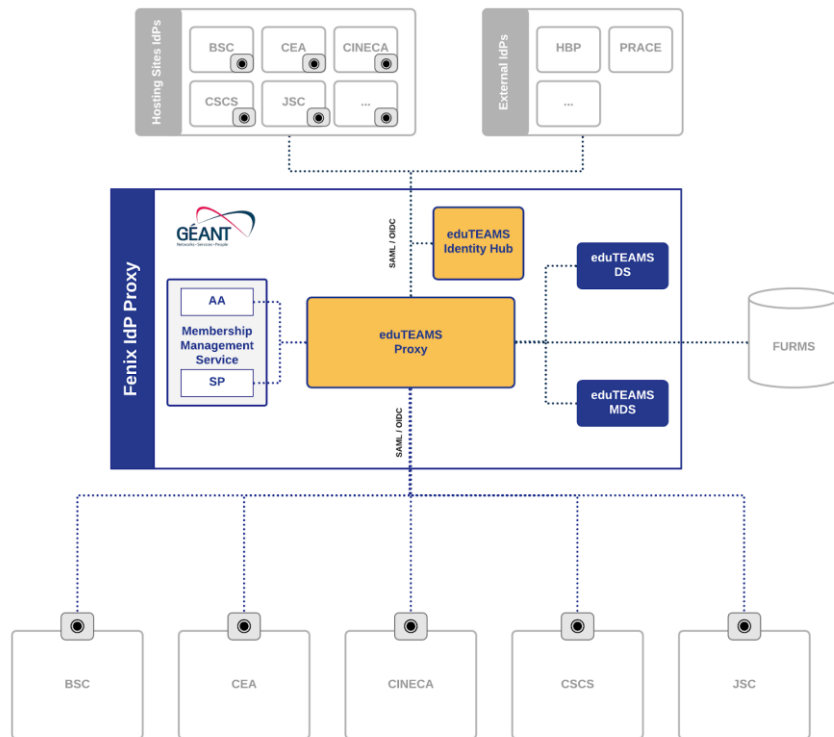 Hosting Sites IdPs
BSC
CEA
CINECA
CSCS
JSC
...
External IdPs
HBP
PRACE
...
Fenix IdP Proxy
GÉANT
Networks · Services · People
SAML / OIDC
eduTEAMS
Identity Hub
eduTEAMS
DS
AA
Membership
Management
Service
SP
eduTEAMS
Proxy
FURMS
eduTEAMS
MDS
SAML / OIDC
BSC
CEA
CINECA
CSCS
JSC